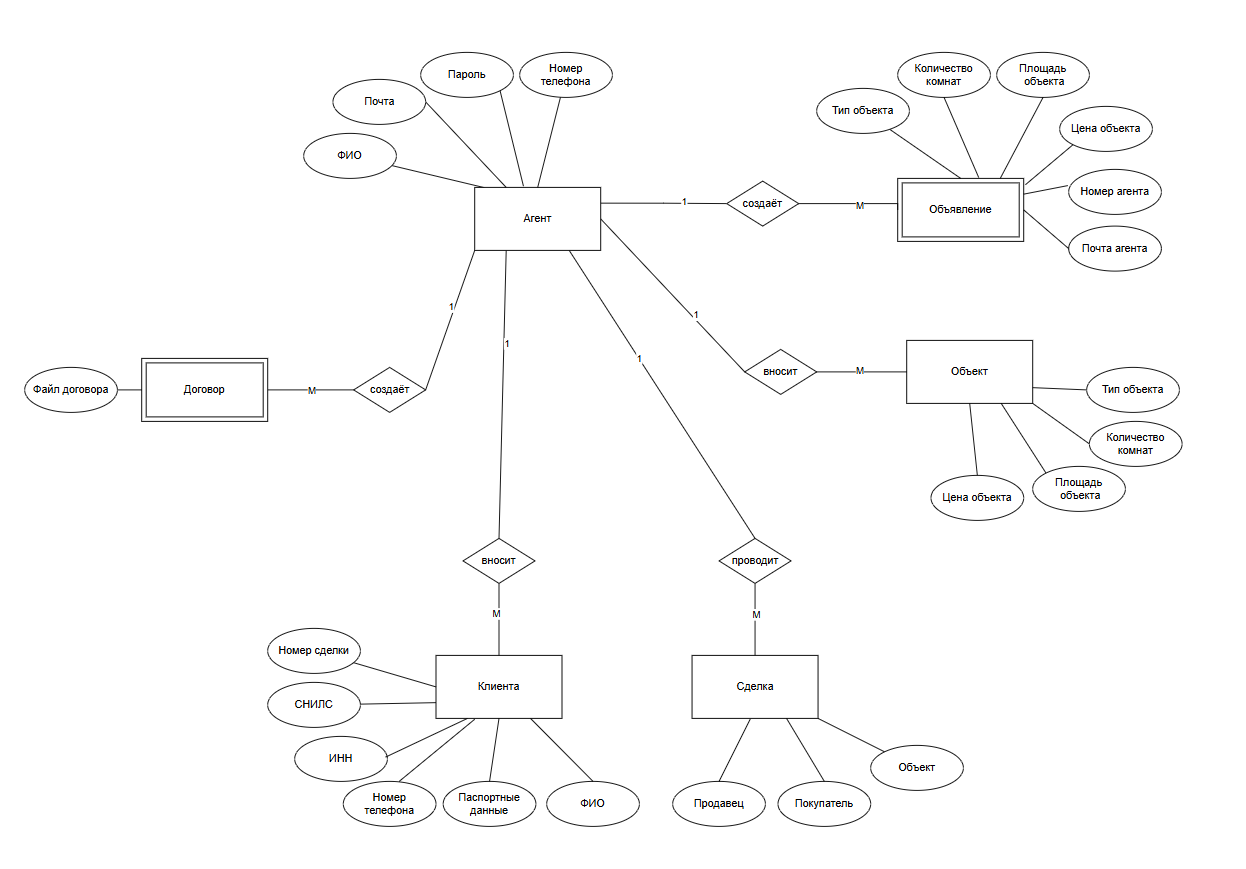 Пароль
Номер
телефона
Почта
ФИО
Количество
комнат
Площадь
объекта
Тип объекта
Цена объекта
Номер агента
Почта агента
Агент
1
создаёт
М
Объявление
1
1
1
1
Файл договора
Договор
М
создаёт
вносит
М
Объект
Тип объекта
Количество
комнат
Площадь
объекта
Цена объекта
вносит
проводит
М
М
Номер сделки
СНИЛС
ИНН
Номер
телефона
Паспортные
данные
ФИО
Клиента
Сделка
Объект
Продавец
Покупатель